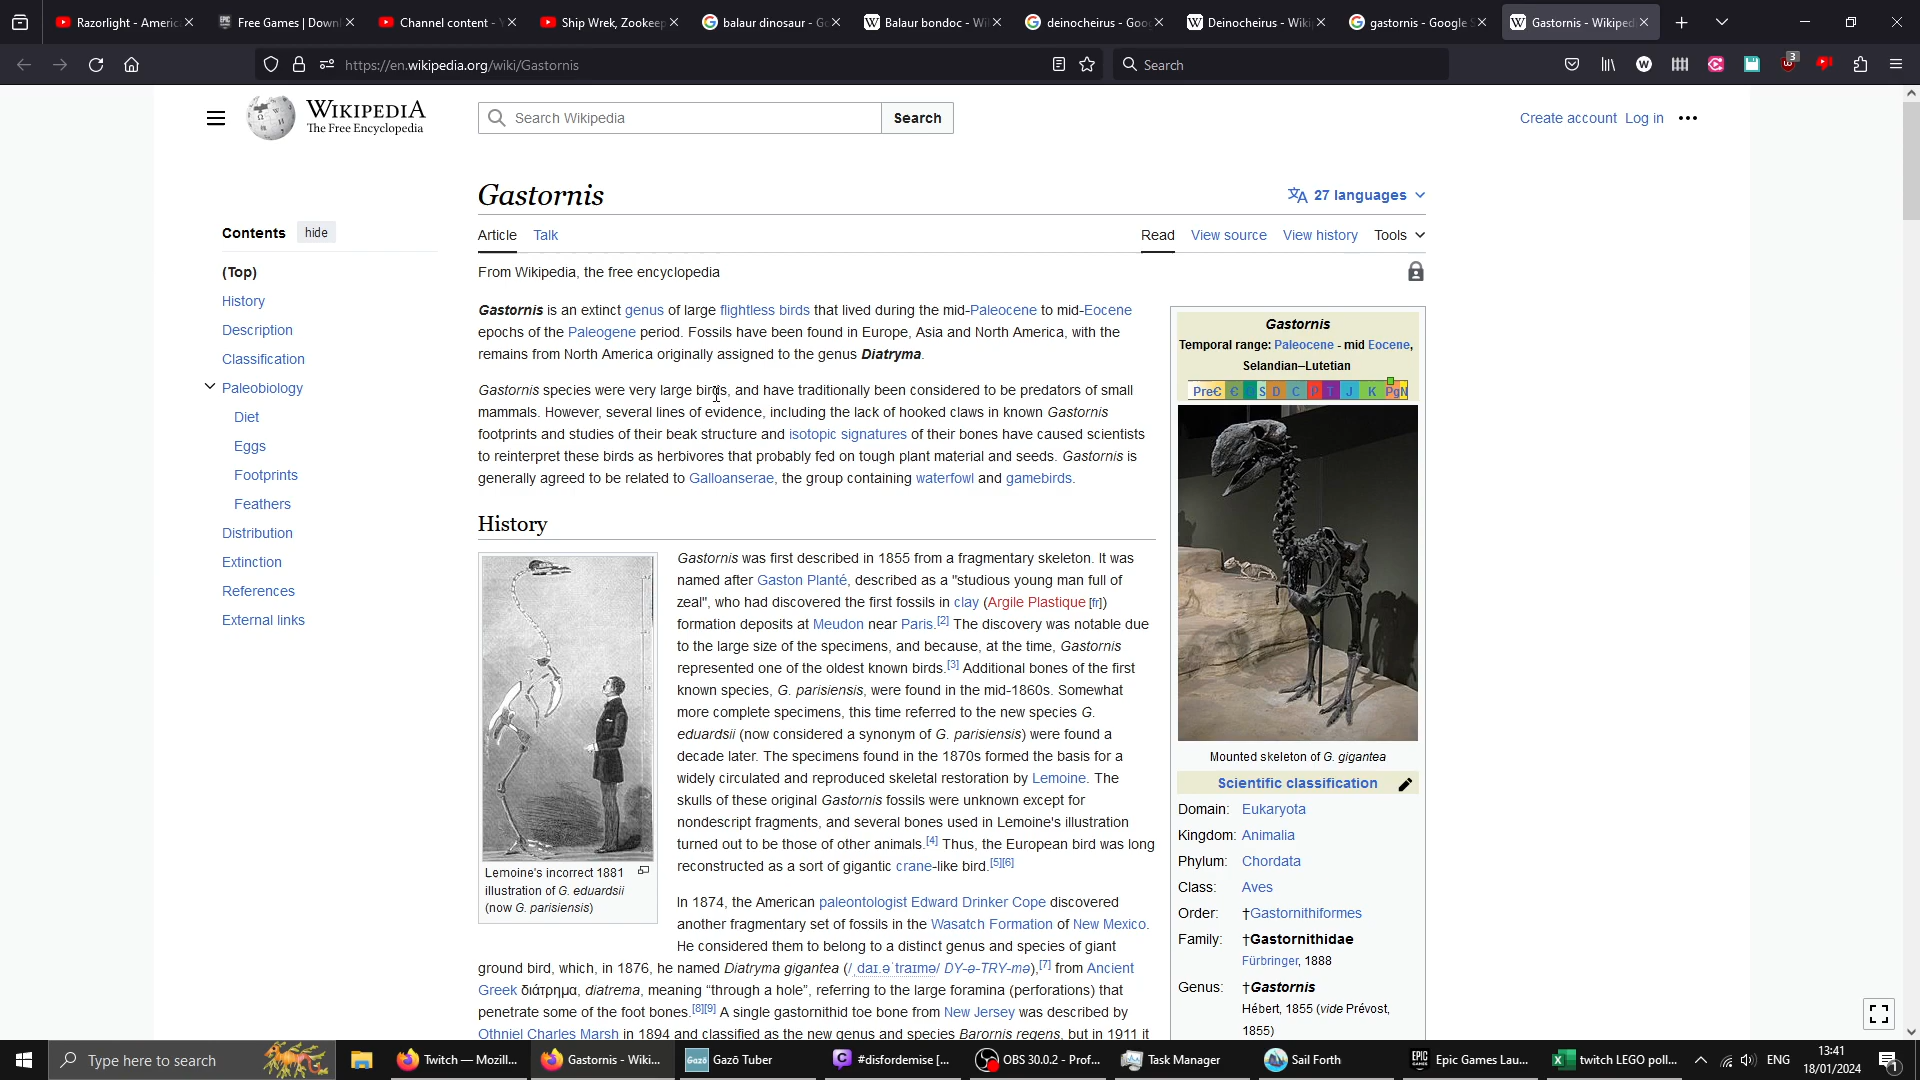 Razorlight - Americ
Free Games | Downl
Channel content - Y
Ship Wrek, Zookeep
balaur dinosaur - Go
Balaur bondoc - Wi
deinocheirus - Goo
Deinocheirus - Wiki
gastornis - Google S
Gastornis - Wikiped
https://en.wikipedia.org/wiki/Gastornis
Search
3
WIKIPEDIA
The Free Encyclopedia
Search Wikipedia
Search
Create account Log in
Gastornis
27 languages
Contents hide
(Top)
History
Description
Classification
Paleobiology
Diet
Eggs
Footprints
Feathers
Distribution
Extinction
References
External links
Article Talk
Read View source View history Tools
From Wikipedia, the free encyclopedia
Gastornis is an extinct genus of large flightless birds that lived during the mid-Paleocene to mid-Eocene
epochs of the Paleogene period. Fossils have been found in Europe, Asia and North America, with the
remains from North America originally assigned to the genus Diatryma.
Gastornis species were very large birds, and have traditionally been considered to be predators of small
mammals. However, several lines of evidence, including the lack of hooked claws in known Gastornis
footprints and studies of their beak structure and isotopic signatures of their bones have caused scientists
to reinterpret these birds as herbivores that probably fed on tough plant material and seeds. Gastornis is
generally agreed to be related to Galloanserae, the group containing waterfowl and gamebirds.
History
Lemoine's incorrect 1881
illustration of G. eduardsii
(now G. parisiensis)
Gastornis was first described in 1855 from a fragmentary skeleton. It was
named after Gaston Planté, described as a "studious young man full of
zeal", who had discovered the first fossils in clay (Argile Plastique [fr])
formation deposits at Meudon near Paris.[2] The discovery was notable due
to the large size of the specimens, and because, at the time, Gastornis
represented one of the oldest known birds.[3] Additional bones of the first
known species, G. parisiensis, were found in the mid-1860s. Somewhat
more complete specimens, this time referred to the new species G.
eduardsii (now considered a synonym of G. parisiensis) were found a
decade later. The specimens found in the 1870s formed the basis for a
widely circulated and reproduced skeletal restoration by Lemoine. The
skulls of these original Gastornis fossils were unknown except for
nondescript fragments, and several bones used in Lemoine's illustration
turned out to be those of other animals.[4] Thus, the European bird was long
reconstructed as a sort of gigantic crane-like bird.[5][6]
In 1874, the American paleontologist Edward Drinker Cope discovered
another fragmentary set of fossils in the Wasatch Formation of New Mexico.
He considered them to belong to a distinct genus and species of giant
ground bird, which, in 1876, he named Diatryma gigantea (/ˌdaɪ.əˈtraɪmə/ DY-ə-TRY-mə),[7] from Ancient
Greek διάτρημα, diatrema, meaning “through a hole”, referring to the large foramina (perforations) that
penetrate some of the foot bones.[8][9] A single gastornithid toe bone from New Jersey was described by
Othniel Charles Marsh in 1894 and classified as the new genus and species Barornis regens, but in 1911 it
Gastornis
Temporal range: Paleocene - mid Eocene,
Selandian–Lutetian
PreꞒ Ꞓ O S D C P T J K PgN
Mounted skeleton of G. gigantea
Scientific classification
Domain: Eukaryota
Kingdom: Animalia
Phylum: Chordata
Class: Aves
Order: †Gastornithiformes
Family: †Gastornithidae
Fürbringer, 1888
Genus: †Gastornis
Hébert, 1855 (vide Prévost,
1855)
Type here to search
Twitch — Mozill...
Gastornis - Wiki...
Gazō Tuber
#disfordemise [...
OBS 30.0.2 - Prof...
Task Manager
Sail Forth
Epic Games Lau...
twitch LEGO poll...
ENG
13:41
18/01/2024
1